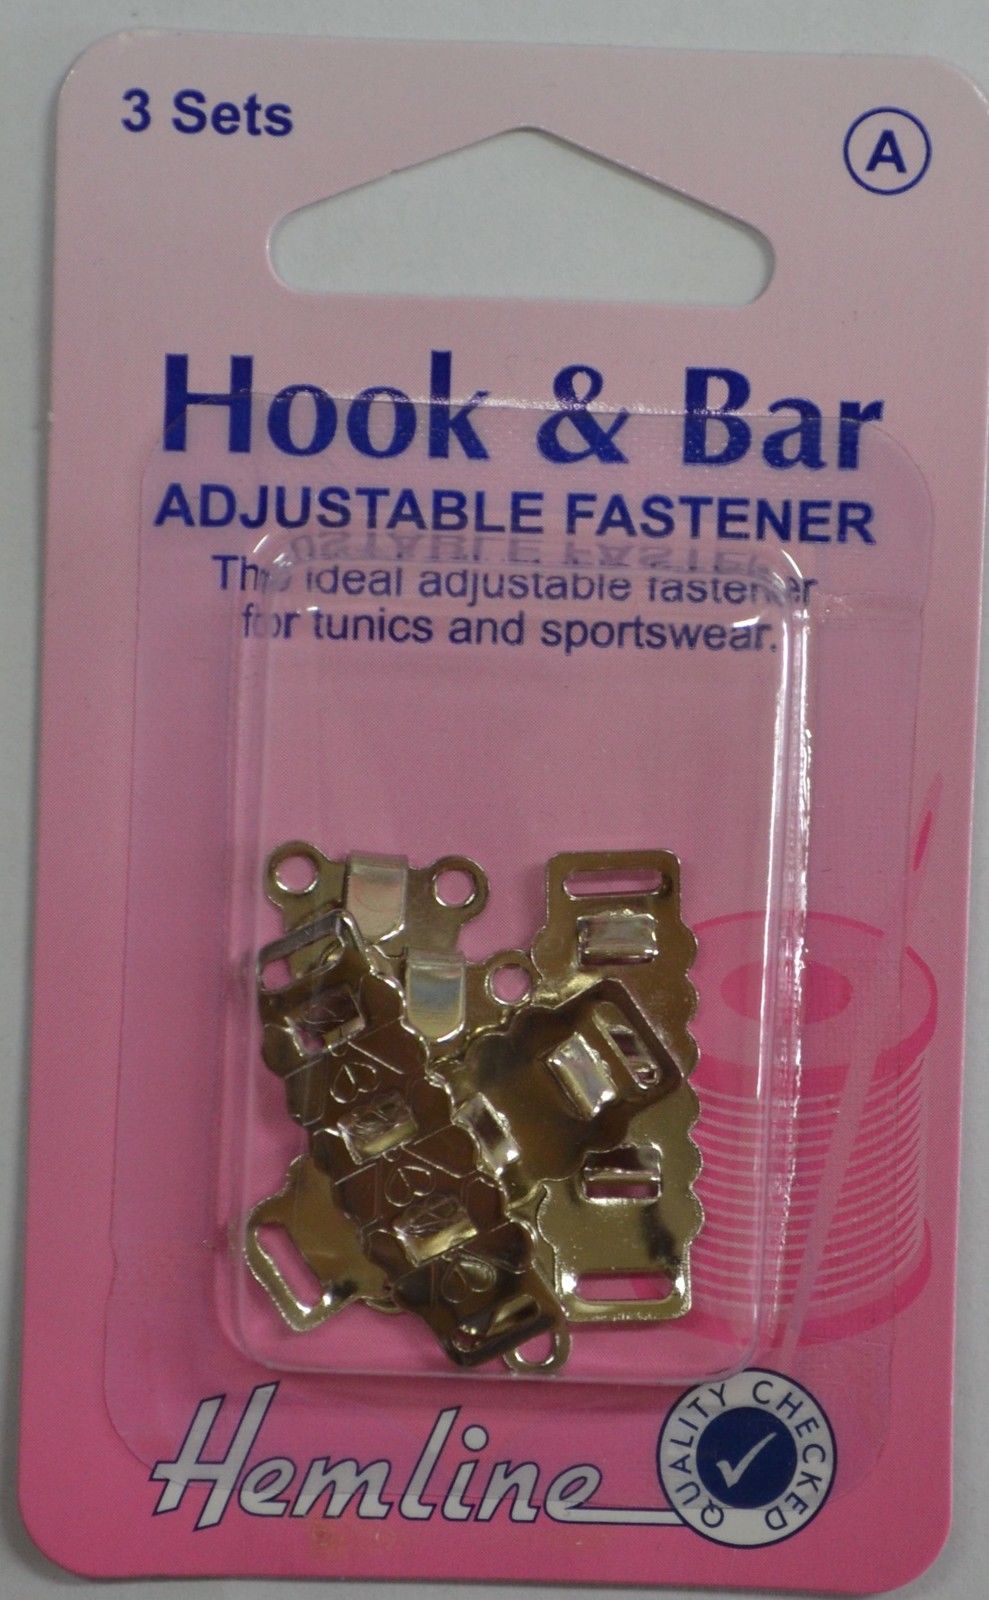 3 Sets
A
Hook & Bar
ADJUSTABLE FASTENER
The ideal adjustable fastener
for tunics and sportswear.
Hemline
QUALITY CHECKED